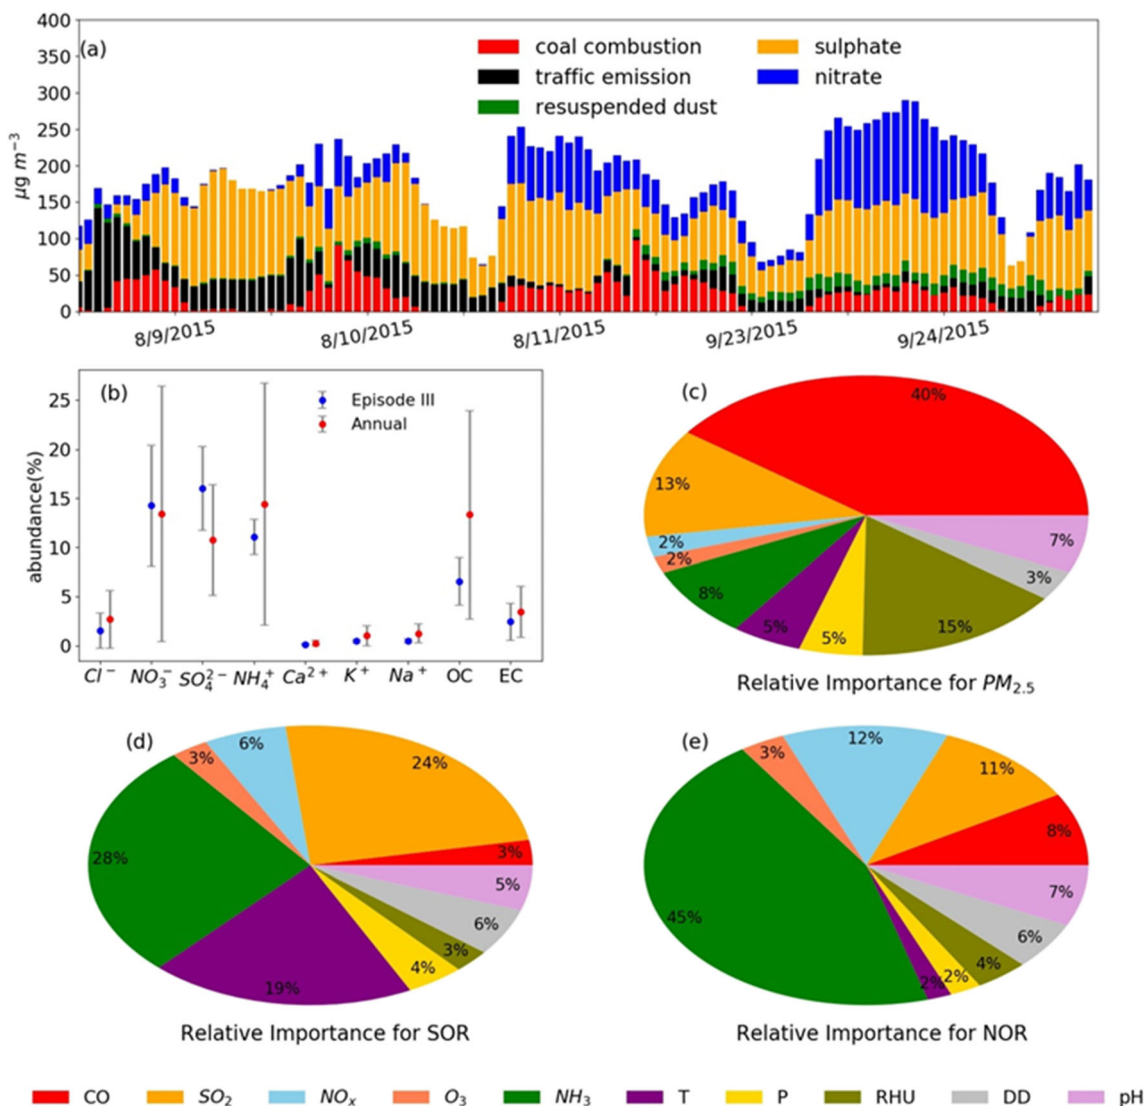 400
350
300
250
200
150
100
50
0
μg m⁻³
(a)
coal combustion
traffic emission
resuspended dust
sulphate
nitrate
8/9/2015 8/10/2015 8/11/2015 9/23/2015 9/24/2015
(b)
Episode III
Annual
25
20
15
10
5
0
abundance(%)
Cl⁻ NO₃⁻ SO₄²⁻ NH₄⁺ Ca²⁺ K⁺ Na⁺ OC EC
(c)
40%
13%
2%
2%
8%
5%
5%
15%
3%
7%
Relative Importance for PM₂.₅
(d)
6%
3%
24%
28%
3%
5%
6%
3%
4%
19%
Relative Importance for SOR
(e)
12%
3%
11%
8%
45%
7%
6%
4%
2%
2%
Relative Importance for NOR
CO SO₂ NOₓ O₃ NH₃ T P RHU DD pH